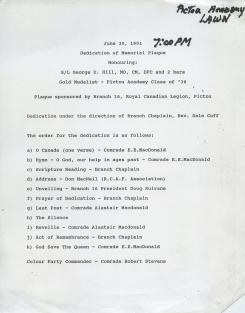 Pictou Academy
LAWN
7:00 PM
June 30, 1991
Dedication of Memorial Plaque
Honouring:
S/L George U. Hill, MD, CM, DFC and 2 bars
Gold Medalist - Pictou Academy Class of '36
Plaque sponsored by Branch 16, Royal Canadian Legion, Pictou
Dedication under the direction of Branch Chaplain, Rev. Dale Cuff
The order for the dedication is as follows:
a) O Canada (one verse) - Comrade E.E.MacDonald
b) Hymn - O God, our help in ages past - Comrade E.E.MacDonald
c) Scripture Reading - Branch Chaplain
d) Address - Don MacNeil (R.C.A.F. Association)
e) Unveiling - Branch 16 President Doug Suivane
f) Prayer of Dedication - Branch Chaplain
g) Last Post - Comrade Alastair Macdonald
h) The Silence
i) Reveille - Comrade Alastair Macdonald
j) Act of Remembrance - Branch Chaplain
k) God Save The Queen - Comrade E.E.MacDonald
Colour Party Commander - Comrade Robert Stevens